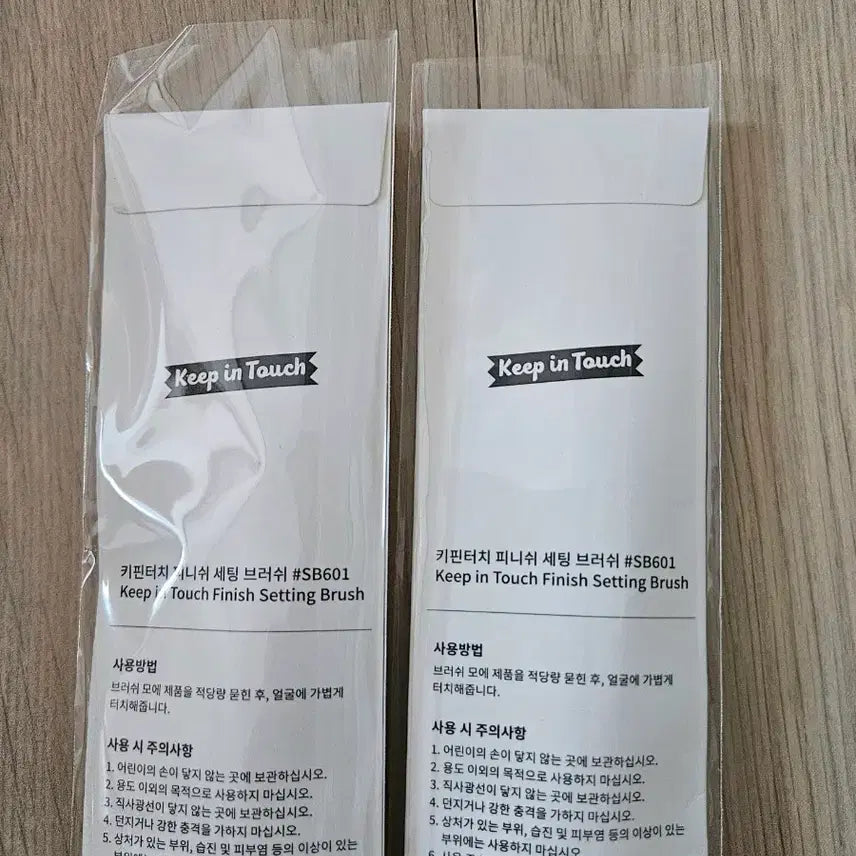 Keep in Touch
키핀터치 피니쉬 세팅 브러쉬 #SB601
Keep in Touch Finish Setting Brush
사용방법
브러쉬 모에 제품을 적당량 묻힌 후, 얼굴에 가볍게
터치해줍니다.
사용 시 주의사항
1. 어린이의 손이 닿지 않는 곳에 보관하십시오.
2. 용도 이외의 목적으로 사용하지 마십시오.
3. 직사광선이 닿지 않는 곳에 보관하십시오.
4. 던지거나 강한 충격을 가하지 마십시오.
5. 상처가 있는 부위, 습진 및 피부염 등의 이상이 있는
Keep in Touch
키핀터치 피니쉬 세팅 브러쉬 #SB601
Keep in Touch Finish Setting Brush
사용방법
브러쉬 모에 제품을 적당량 묻힌 후, 얼굴에 가볍게
터치해줍니다.
사용 시 주의사항
1. 어린이의 손이 닿지 않는 곳에 보관하십시오.
2. 용도 이외의 목적으로 사용하지 마십시오.
3. 직사광선이 닿지 않는 곳에 보관하십시오.
4. 던지거나 강한 충격을 가하지 마십시오.
5. 상처가 있는 부위, 습진 및 피부염 등의 이상이 있는
부위에는 사용하지 마십시오